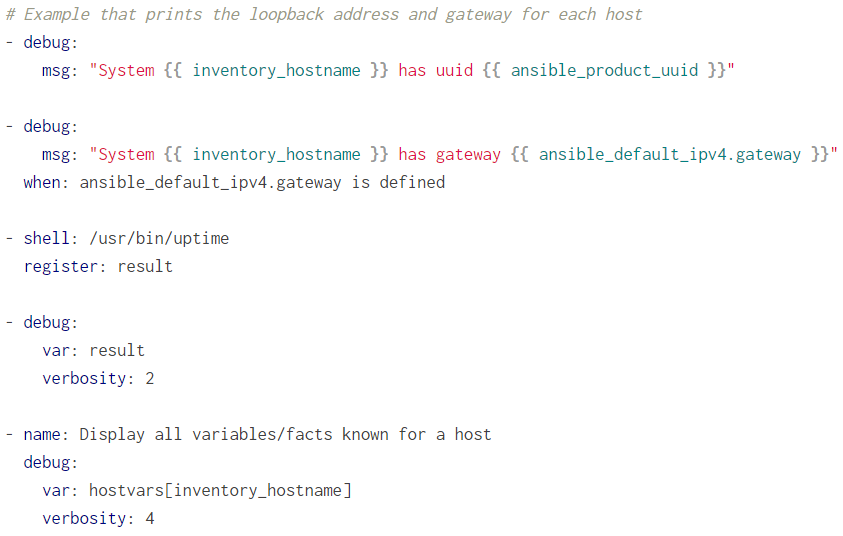 # Example that prints the loopback address and gateway for each host
- debug:
    msg: "System {{ inventory_hostname }} has uuid {{ ansible_product_uuid }}"

- debug:
    msg: "System {{ inventory_hostname }} has gateway {{ ansible_default_ipv4.gateway }}"
  when: ansible_default_ipv4.gateway is defined

- shell: /usr/bin/uptime
  register: result

- debug:
    var: result
    verbosity: 2

- name: Display all variables/facts known for a host
  debug:
    var: hostvars[inventory_hostname]
    verbosity: 4